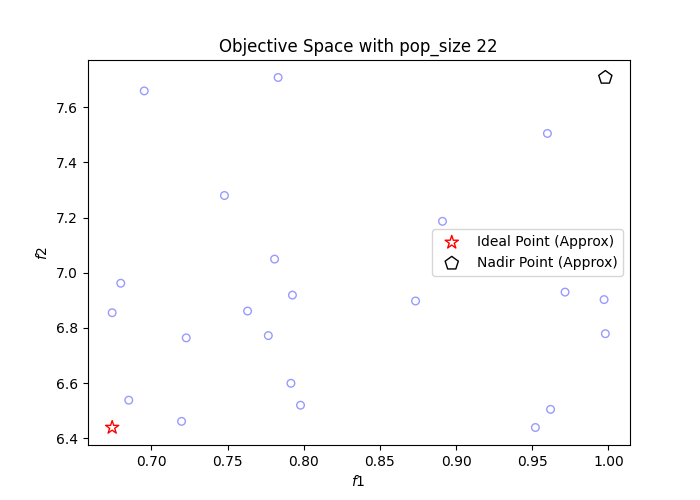 Objective Space with pop_size 22
7.6
7.4
7.2
7.0
6.8
6.6
6.4
f2
Ideal Point (Approx)
Nadir Point (Approx)
0.70
0.75
0.80
0.85
0.90
0.95
1.00
f1